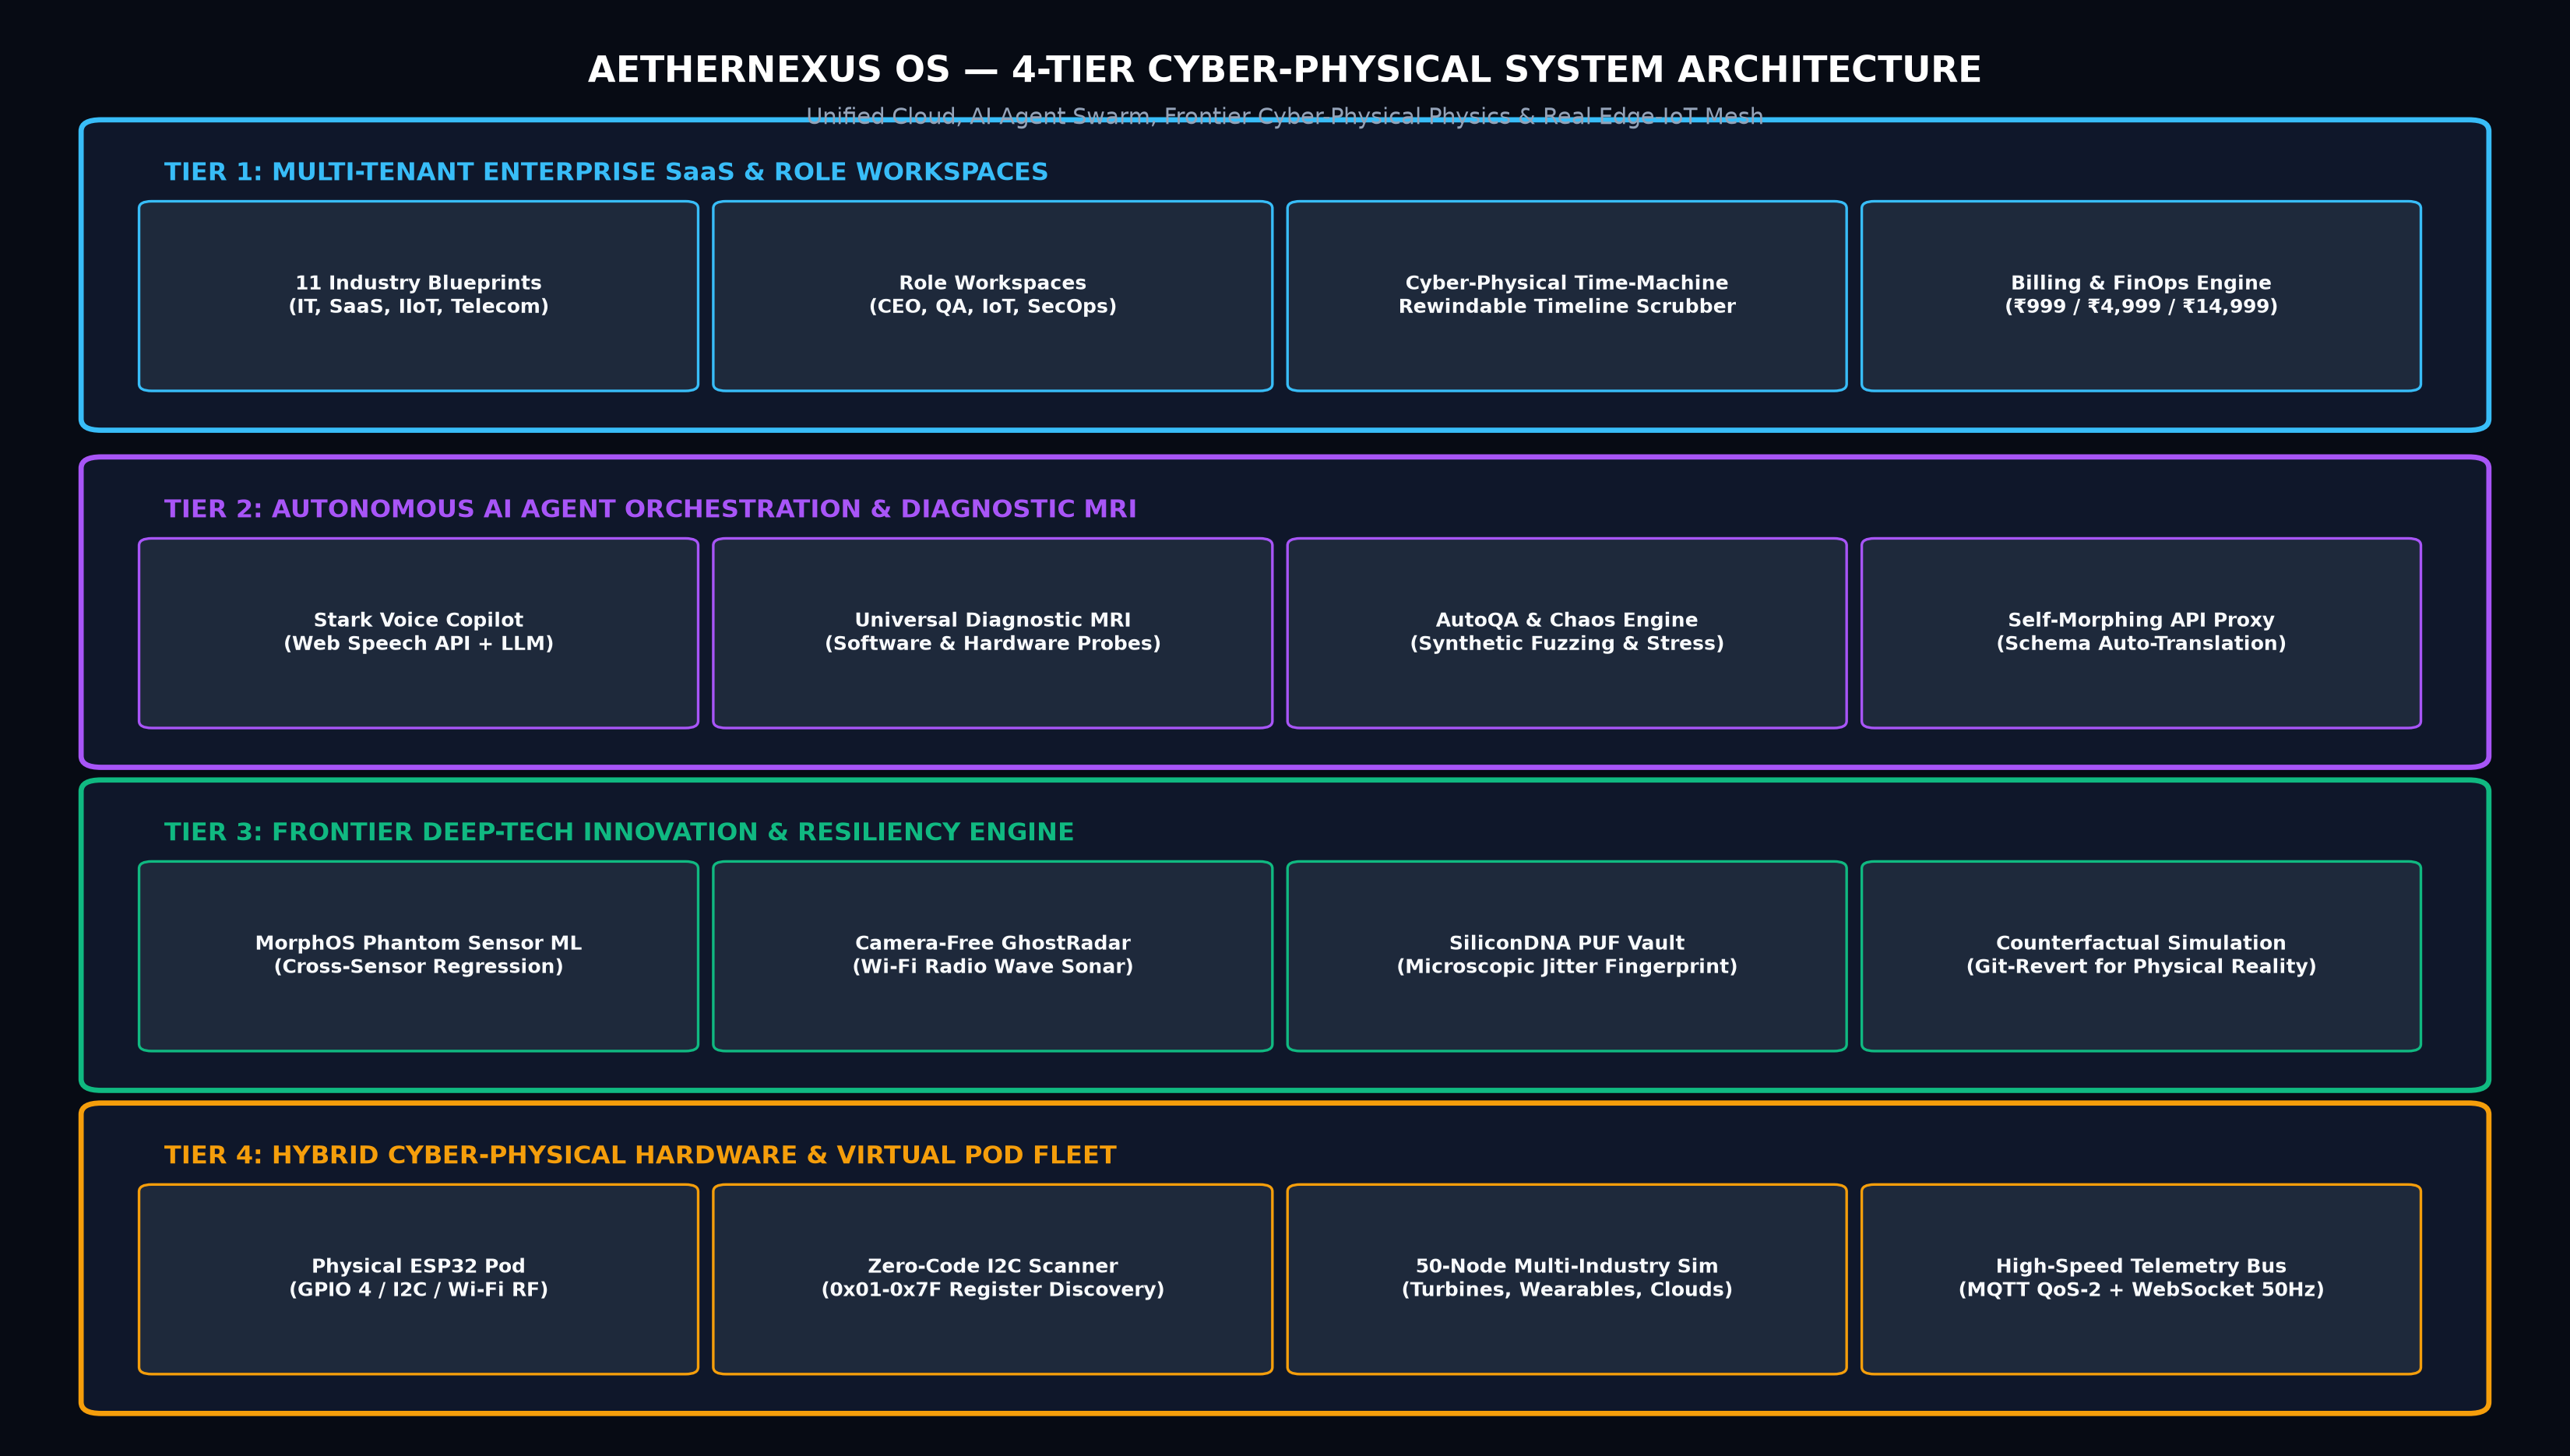 AETHERNEXUS OS — 4-TIER CYBER-PHYSICAL SYSTEM ARCHITECTURE
Unified Cloud, AI Agent Swarm, Frontier Cyber-Physical Physics & Real Edge IoT Mesh
TIER 1: MULTI-TENANT ENTERPRISE SaaS & ROLE WORKSPACES
11 Industry Blueprints
(IT, SaaS, IIoT, Telecom)
Role Workspaces
(CEO, QA, IoT, SecOps)
Cyber-Physical Time-Machine
Rewindable Timeline Scrubber
Billing & FinOps Engine
(₹999 / ₹4,999 / ₹14,999)
TIER 2: AUTONOMOUS AI AGENT ORCHESTRATION & DIAGNOSTIC MRI
Stark Voice Copilot
(Web Speech API + LLM)
Universal Diagnostic MRI
(Software & Hardware Probes)
AutoQA & Chaos Engine
(Synthetic Fuzzing & Stress)
Self-Morphing API Proxy
(Schema Auto-Translation)
TIER 3: FRONTIER DEEP-TECH INNOVATION & RESILIENCY ENGINE
MorphOS Phantom Sensor ML
(Cross-Sensor Regression)
Camera-Free GhostRadar
(Wi-Fi Radio Wave Sonar)
SiliconDNA PUF Vault
(Microscopic Jitter Fingerprint)
Counterfactual Simulation
(Git-Revert for Physical Reality)
TIER 4: HYBRID CYBER-PHYSICAL HARDWARE & VIRTUAL POD FLEET
Physical ESP32 Pod
(GPIO 4 / I2C / Wi-Fi RF)
Zero-Code I2C Scanner
(0x01-0x7F Register Discovery)
50-Node Multi-Industry Sim
(Turbines, Wearables, Clouds)
High-Speed Telemetry Bus
(MQTT QoS-2 + WebSocket 50Hz)